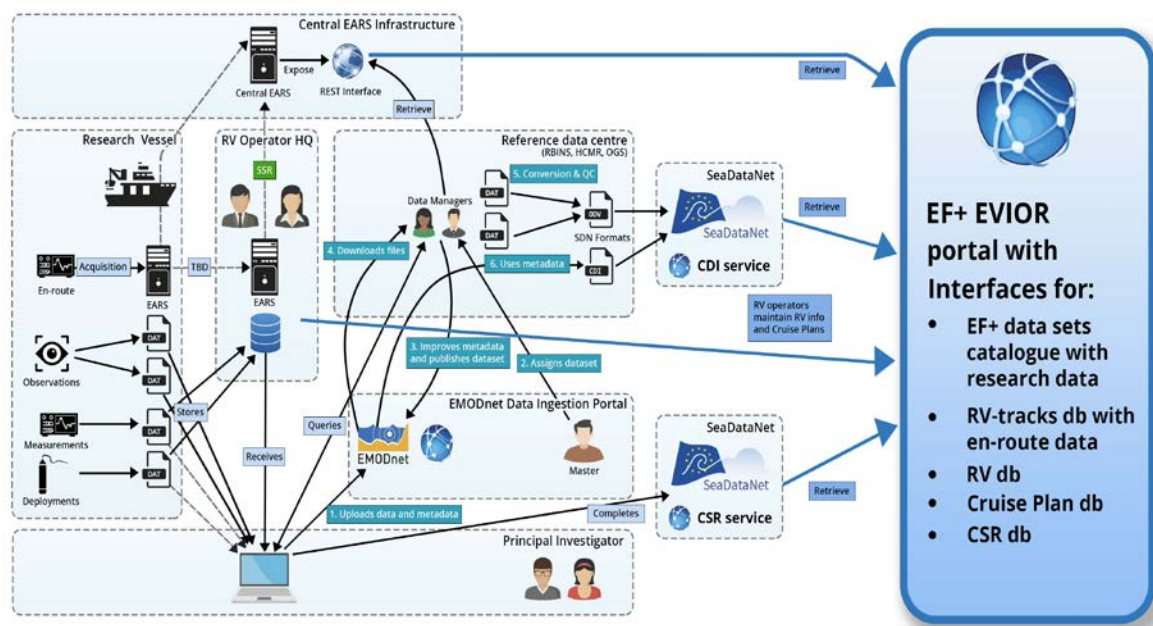 Central EARS Infrastructure
Central EARS
Expose
REST Interface
Retrieve
Retrieve
Research Vessel
RV Operator HQ
SSR
Acquisition
En-route
EARS
TBD
EARS
DAT
DAT
DAT
DAT
Observations
Measurements
Deployments
Stores
Receives
Queries
Reference data centre
(RBINS, HCMR, OGS)
Data Managers
5. Conversion & QC
DAT
DAT
ODV
SDN Formats
4. Downloads files
6. Uses metadata
CDI
3. Improves metadata
and publishes dataset
2. Assigns dataset
EMODnet Data Ingestion Portal
EMODnet
Master
1. Uploads data and metadata
Completes
Principal Investigator
SeaDataNet
SeaDataNet
CDI service
Retrieve
RV operators
maintain RV info
and Cruise Plans
SeaDataNet
SeaDataNet
CSR service
Retrieve
EF+ EVIOR
portal with
Interfaces for:
• EF+ data sets
catalogue with
research data
• RV-tracks db with
en-route data
• RV db
• Cruise Plan db
• CSR db